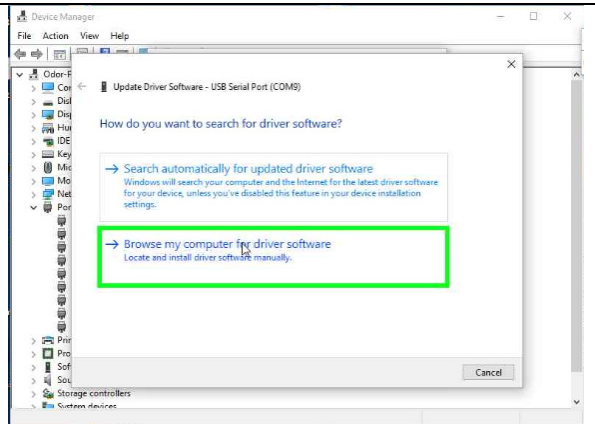 Device Manager
File Action View Help
Odor-F
Update Driver Software - USB Serial Port (COM9)
How do you want to search for driver software?
Search automatically for updated driver software
Windows will search your computer and the Internet for the latest driver software
for your device, unless you've disabled this feature in your device installation
settings.
Browse my computer for driver software
Locate and install driver software manually.
Cancel
Cor
Disk
Disp
Hur
IDE
Key
Mic
Mo
Net
Por
Prin
Pro
Sof
Sou
Storage controllers
System devices